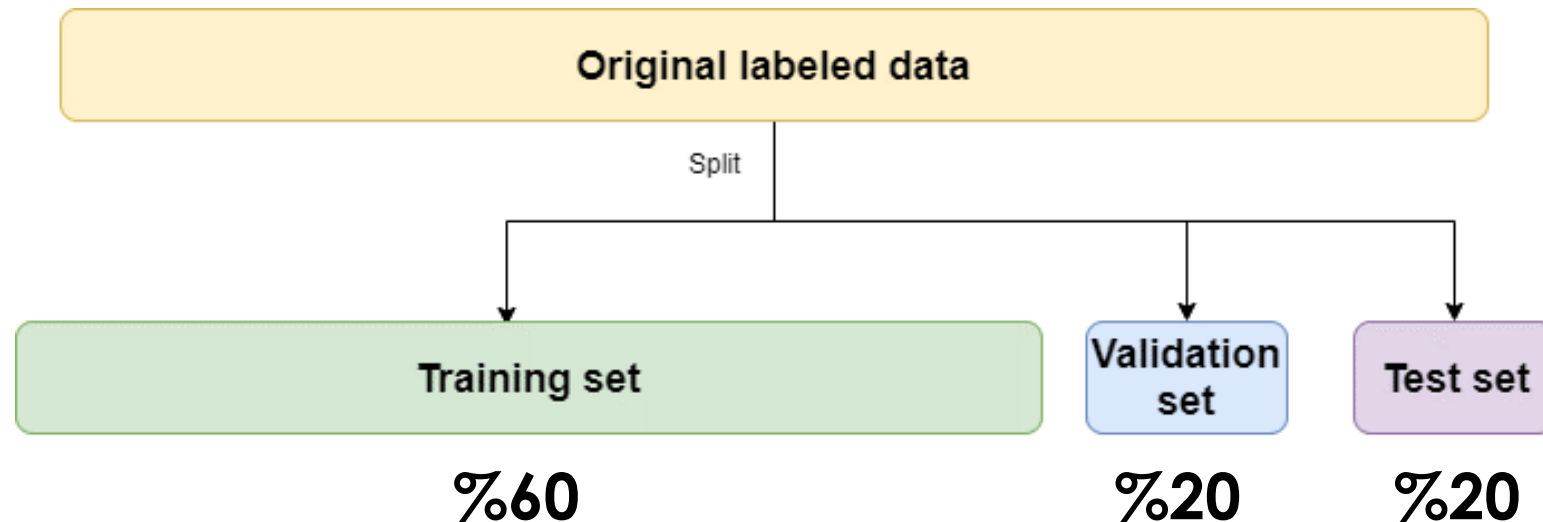 Original labeled data
Split
Training set
Validation
set
Test set
%60
%20
%20